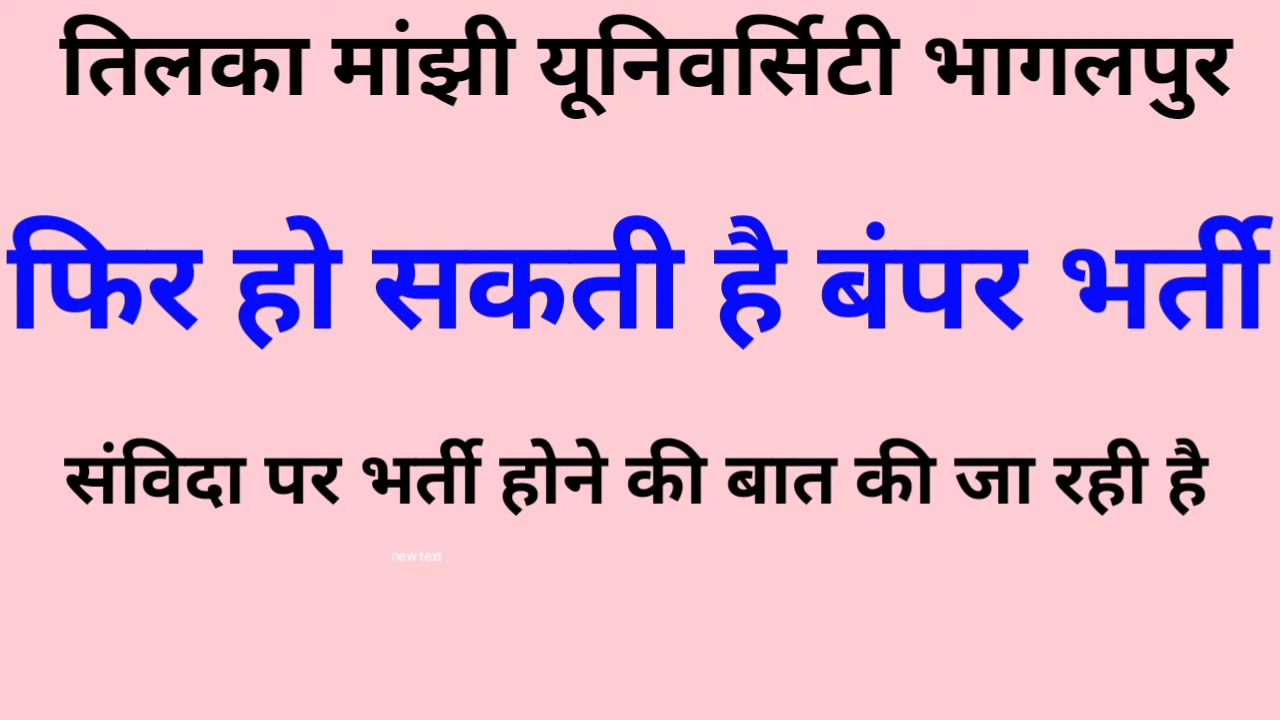 तिलका मांझी यूनिवर्सिटी भागलपुर
फिर हो सकती है बंपर भर्ती
संविदा पर भर्ती होने की बात की जा रही है
new text